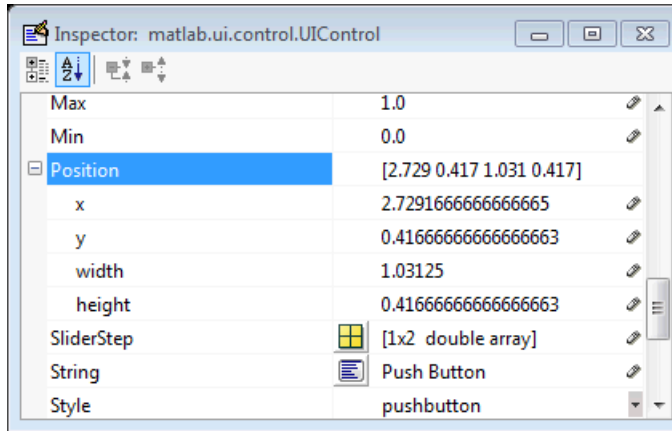 Inspector: matlab.ui.control.UIControl
Max 1.0
Min 0.0
Position [2.729 0.417 1.031 0.417]
x 2.7291666666666665
y 0.41666666666666663
width 1.03125
height 0.41666666666666663
SliderStep [1x2 double array]
String Push Button
Style pushbutton